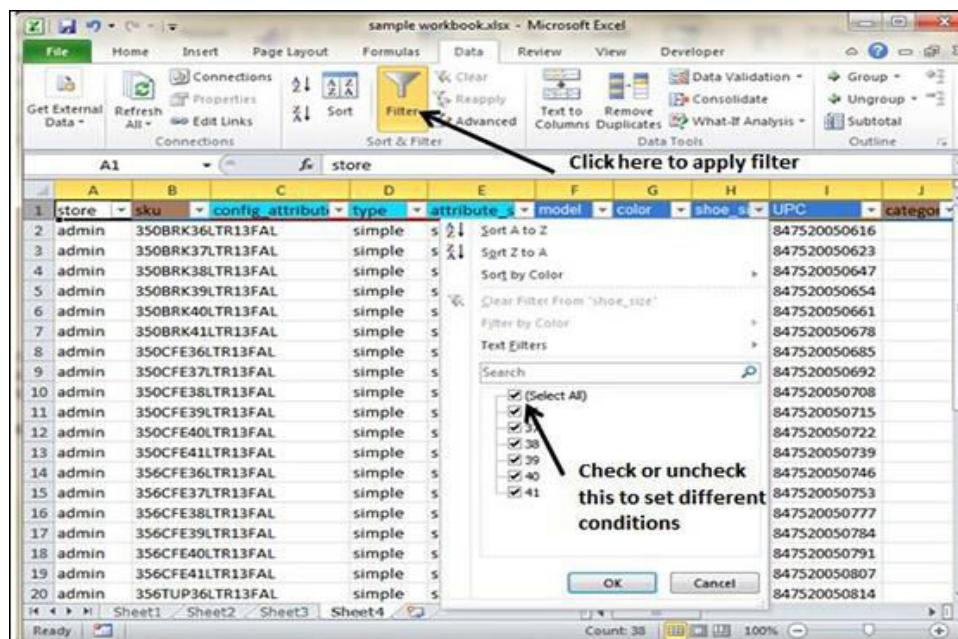 sample workbook.xlsx - Microsoft Excel
File Home Insert Page Layout Formulas Data Review View Developer
Get External Data
Refresh All
Connections
Properties
Edit Links
Connections
Sort
Filter
Clear
Reapply
Advanced
Sort & Filter
Text to Columns
Remove Duplicates
Data Validation
Consolidate
What-If Analysis
Data Tools
Group
Ungroup
Subtotal
Outline
Click here to apply filter
A1 fx store
A B C D E F G H I J
1 store sku config_attribut type attribute_s model color shoe_si UPC categor
2 admin 350BRK36LTR13FAL simple s 847520050616
3 admin 350BRK37LTR13FAL simple s 847520050623
4 admin 350BRK38LTR13FAL simple s 847520050647
5 admin 350BRK39LTR13FAL simple s 847520050654
6 admin 350BRK40LTR13FAL simple s 847520050661
7 admin 350BRK41LTR13FAL simple s 847520050678
8 admin 350CFE36LTR13FAL simple s 847520050685
9 admin 350CFE37LTR13FAL simple s 847520050692
10 admin 350CFE38LTR13FAL simple s 847520050708
11 admin 350CFE39LTR13FAL simple s 847520050715
12 admin 350CFE40LTR13FAL simple s 847520050722
13 admin 350CFE41LTR13FAL simple s 847520050739
14 admin 356CFE36LTR13FAL simple s 847520050746
15 admin 356CFE37LTR13FAL simple s 847520050753
16 admin 356CFE38LTR13FAL simple s 847520050777
17 admin 356CFE39LTR13FAL simple s 847520050784
18 admin 356CFE40LTR13FAL simple s 847520050791
19 admin 356CFE41LTR13FAL simple s 847520050807
20 admin 356TUP36LTR13FAL simple s 847520050814
Sort A to Z
Sort Z to A
Sort by Color
Clear Filter From "shoe_size"
Filter by Color
Text Filters
Search
(Select All)
37
38
39
40
41
Check or uncheck
this to set different
conditions
OK Cancel
Sheet1 Sheet2 Sheet3 Sheet4
Ready Count: 38 100%